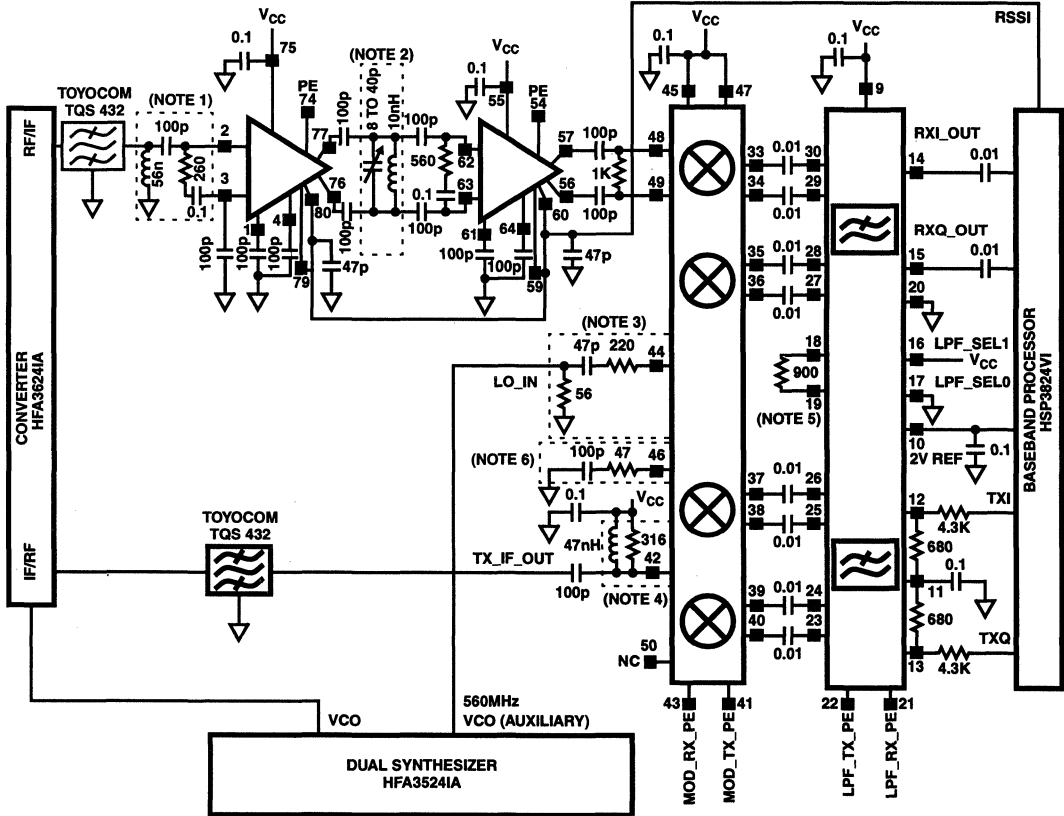 VCC
0.1
75
TOYOCOM
TQS 432
(NOTE 1)
RF/IF
100p
56n
260
0.1
2
3
PE
74
77
76
80
1
4
79
100p
100p
100p
47p
100p
100p
(NOTE 2)
8 TO 40p
10nH
100p
560
0.1
100p
62
63
VCC
0.1
55
PE
54
57
56
60
61
64
59
100p
100p
47p
100p
1K
100p
48
49
RSSI
VCC
0.1
45
47
VCC
0.1
9
33
0.01
30
34
0.01
29
35
0.01
28
36
0.01
27
RXI_OUT
14
0.01
RXQ_OUT
15
0.01
20
16
LPF_SEL1
VCC
17
LPF_SEL0
10
2V REF
0.1
18
900
19
(NOTE 5)
(NOTE 3)
47p
220
44
LO_IN
56
(NOTE 6)
100p
47
46
0.1
VCC
47nH
316
42
TX_IF_OUT
100p
(NOTE 4)
37
0.01
26
38
0.01
25
39
0.01
24
40
0.01
23
12
TXI
4.3K
680
0.1
11
680
TXQ
13
4.3K
NC
50
CONVERTER
HFA3624IA
IF/RF
TOYOCOM
TQS 432
BASEBAND PROCESSOR
HSP3824VI
43
41
MOD_RX_PE
MOD_TX_PE
22
21
LPF_TX_PE
LPF_RX_PE
VCO
560MHz
VCO (AUXILIARY)
DUAL SYNTHESIZER
HFA3524IA